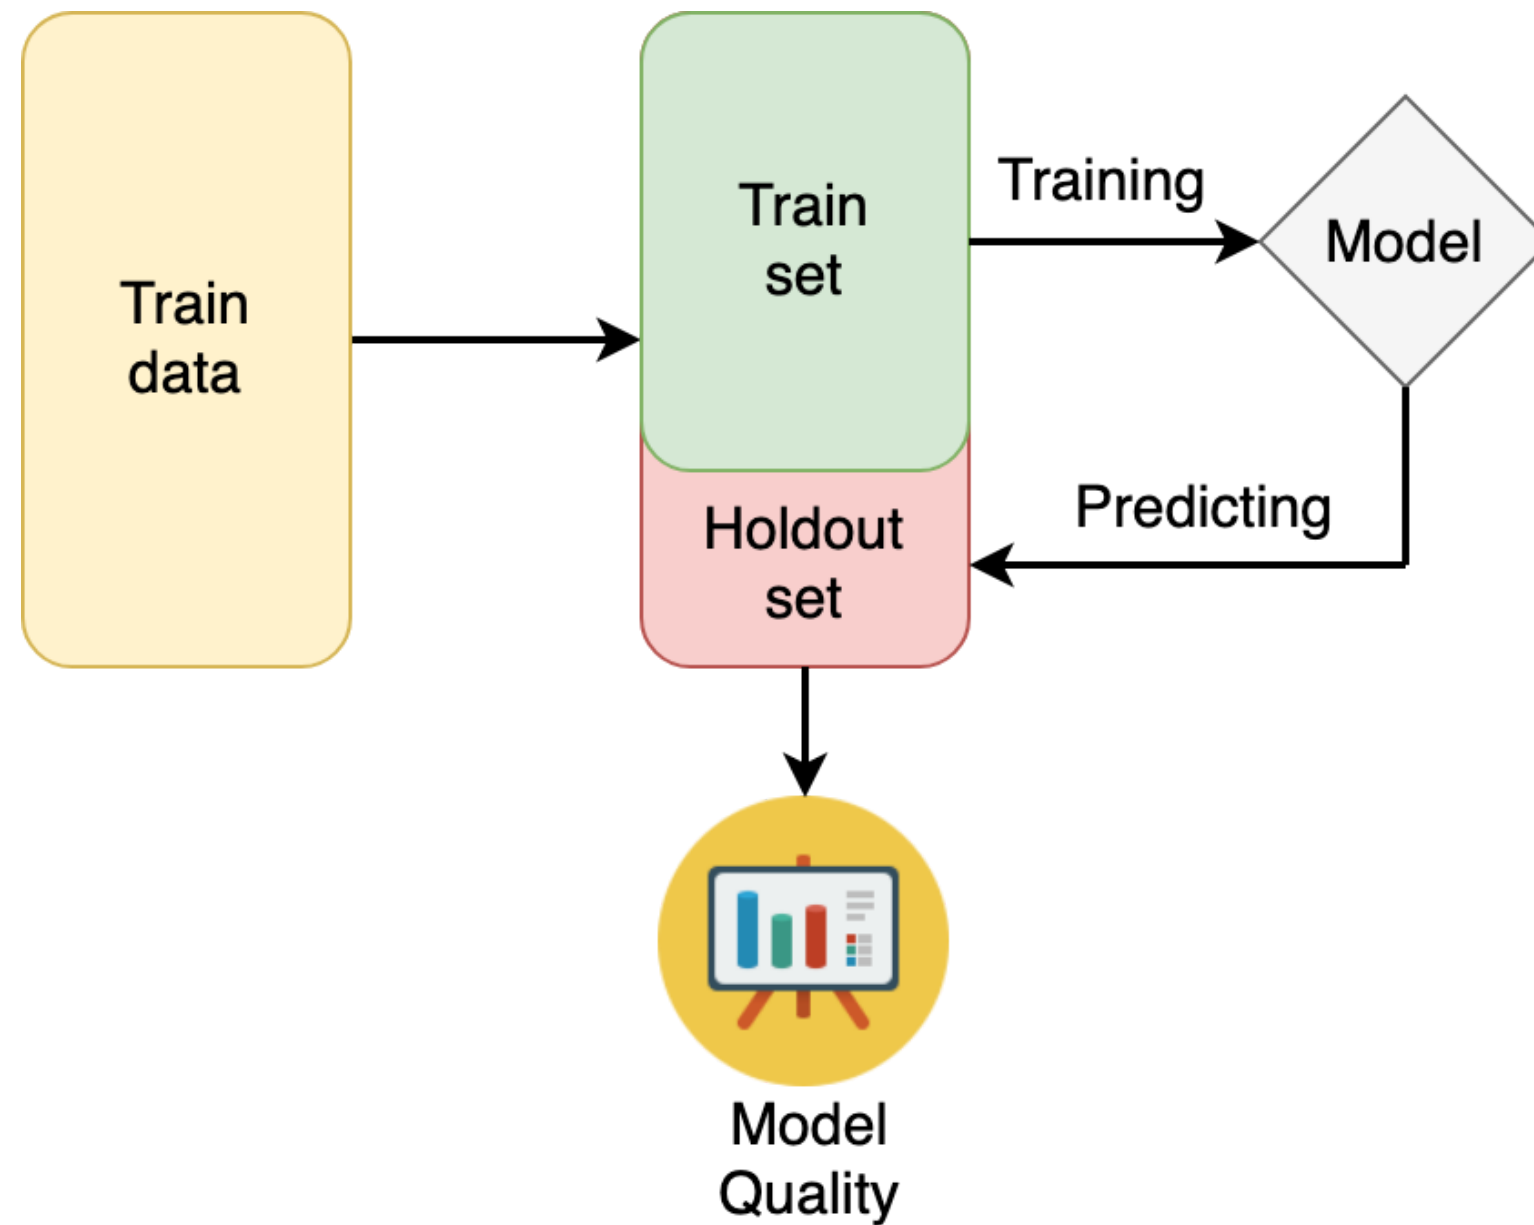 Train
data
Train
set
Training
Model
Holdout
set
Predicting
Model
Quality